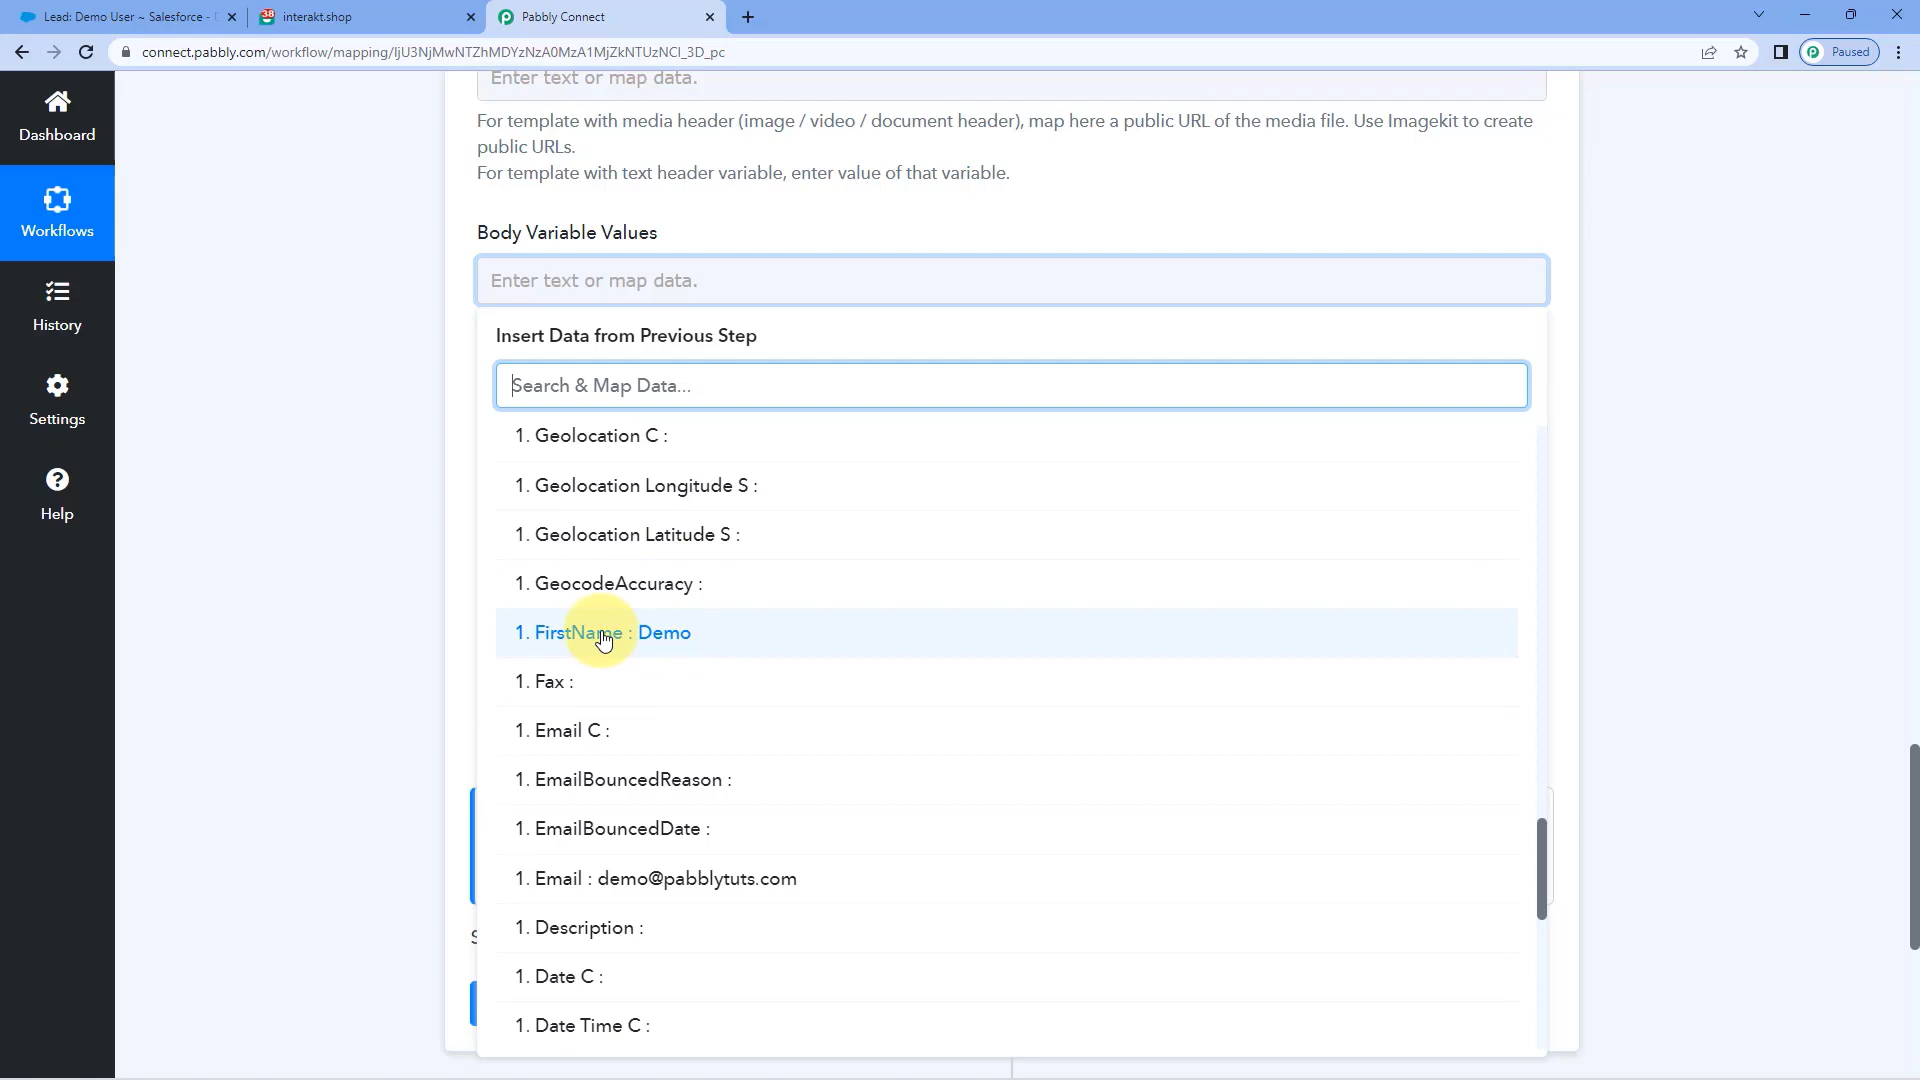 Lead: Demo User ~ Salesforce -
interakt.shop
Pabbly Connect
connect.pabbly.com/workflow/mapping/IjU3NjMwNTZhMDYzNzA0MzA1MjZkNTUzNCI_3D_pc
Paused
Dashboard
Workflows
History
Settings
Help
Enter text or map data.
For template with media header (image / video / document header), map here a public URL of the media file. Use Imagekit to create
public URLs.
For template with text header variable, enter value of that variable.
Body Variable Values
Enter text or map data.
Insert Data from Previous Step
Search & Map Data...
1. Geolocation C :
1. Geolocation Longitude S :
1. Geolocation Latitude S :
1. GeocodeAccuracy :
1. FirstName : Demo
1. Fax :
1. Email C :
1. EmailBouncedReason :
1. EmailBouncedDate :
1. Email : demo@pabblytuts.com
1. Description :
1. Date C :
1. Date Time C :